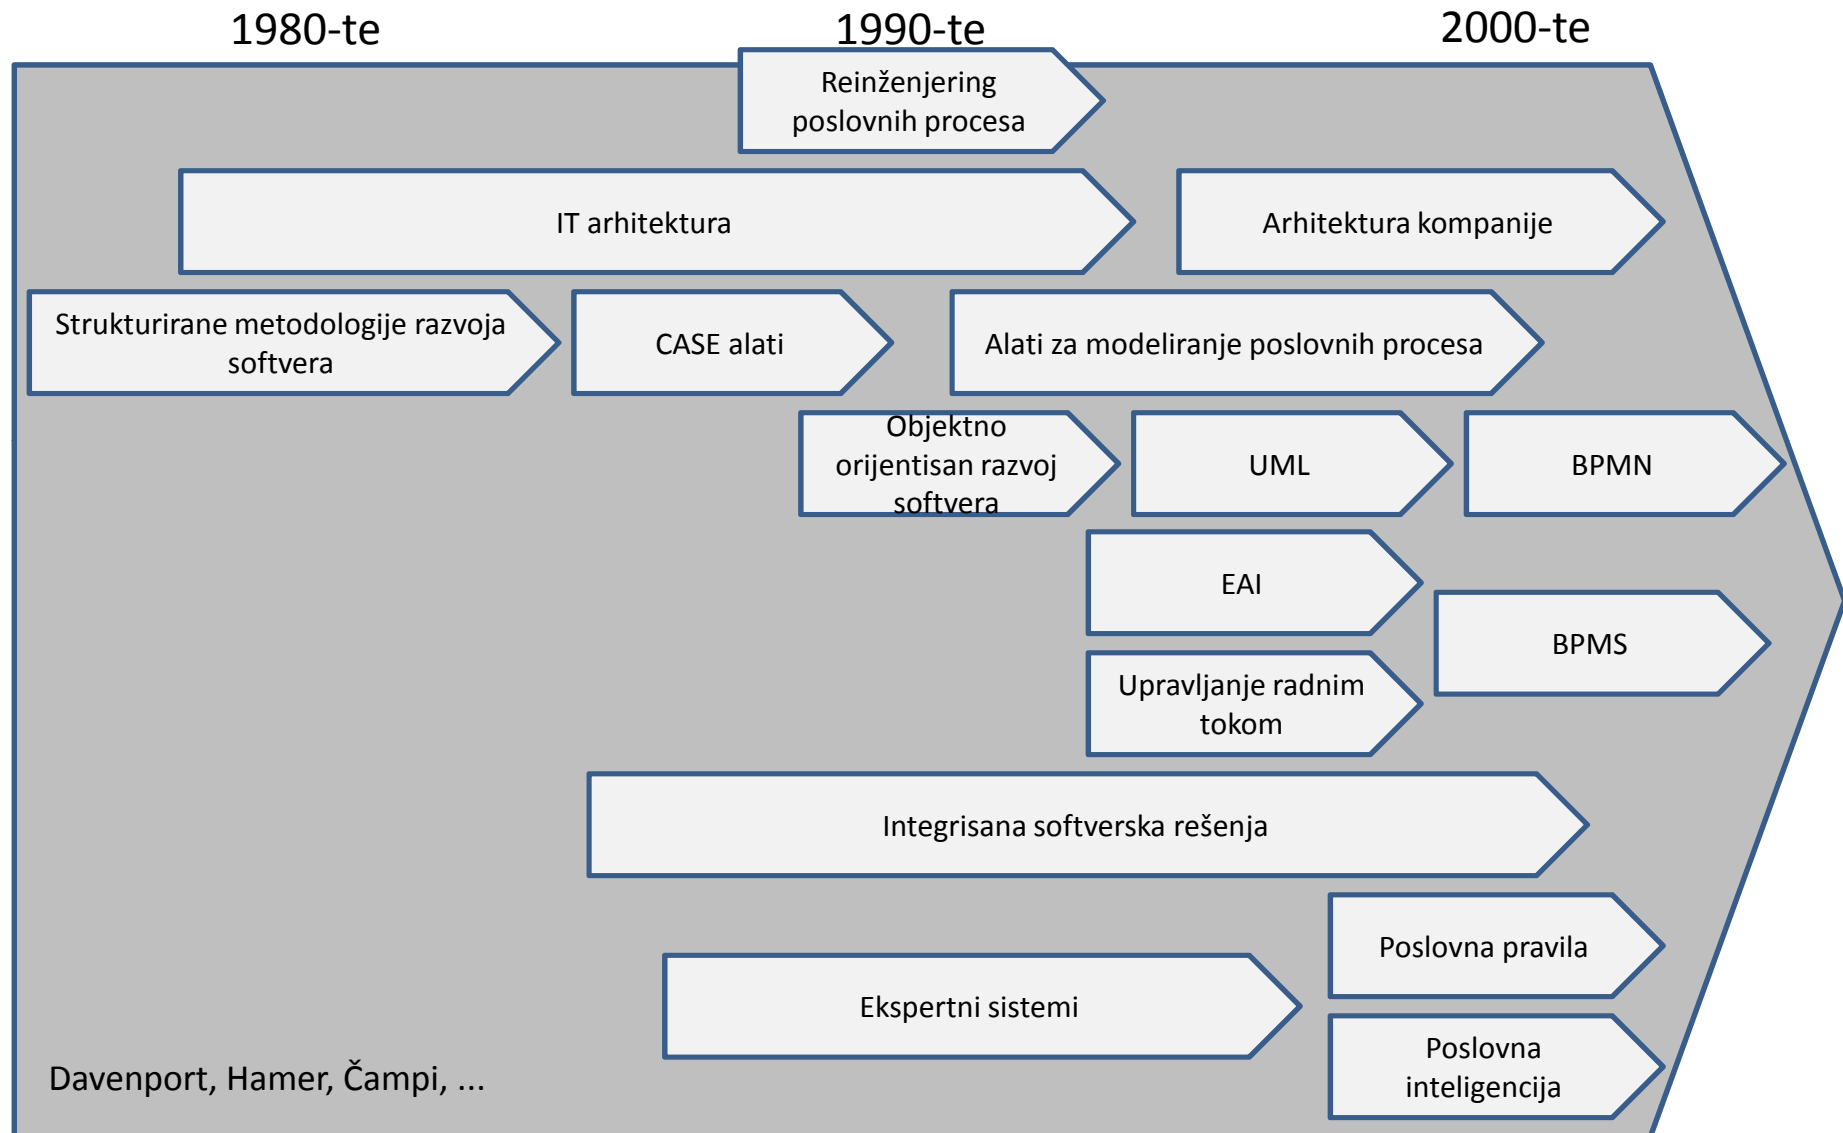 1980-te
1990-te
2000-te
Reinženjering
poslovnih procesa
IT arhitektura
Arhitektura kompanije
Strukturirane metodologije razvoja
softvera
CASE alati
Alati za modeliranje poslovnih procesa
Objektno
orijentisan razvoj
softvera
UML
BPMN
EAI
BPMS
Upravljanje radnim
tokom
Integrisana softverska rešenja
Poslovna pravila
Ekspertni sistemi
Poslovna
inteligencija
Davenport, Hamer, Čampi, ...